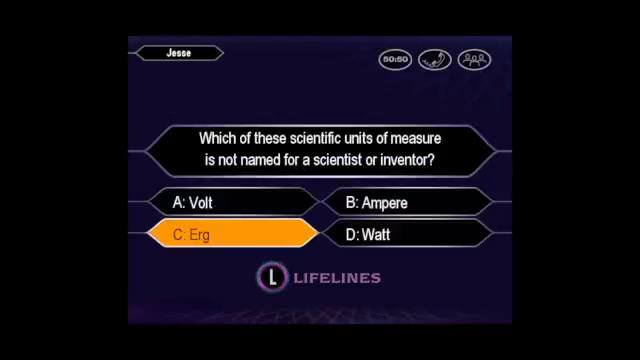 Jesse
50:50
Which of these scientific units of measure
is not named for a scientist or inventor?
A: Volt
B: Ampere
C: Erg
D: Watt
L LIFELINES